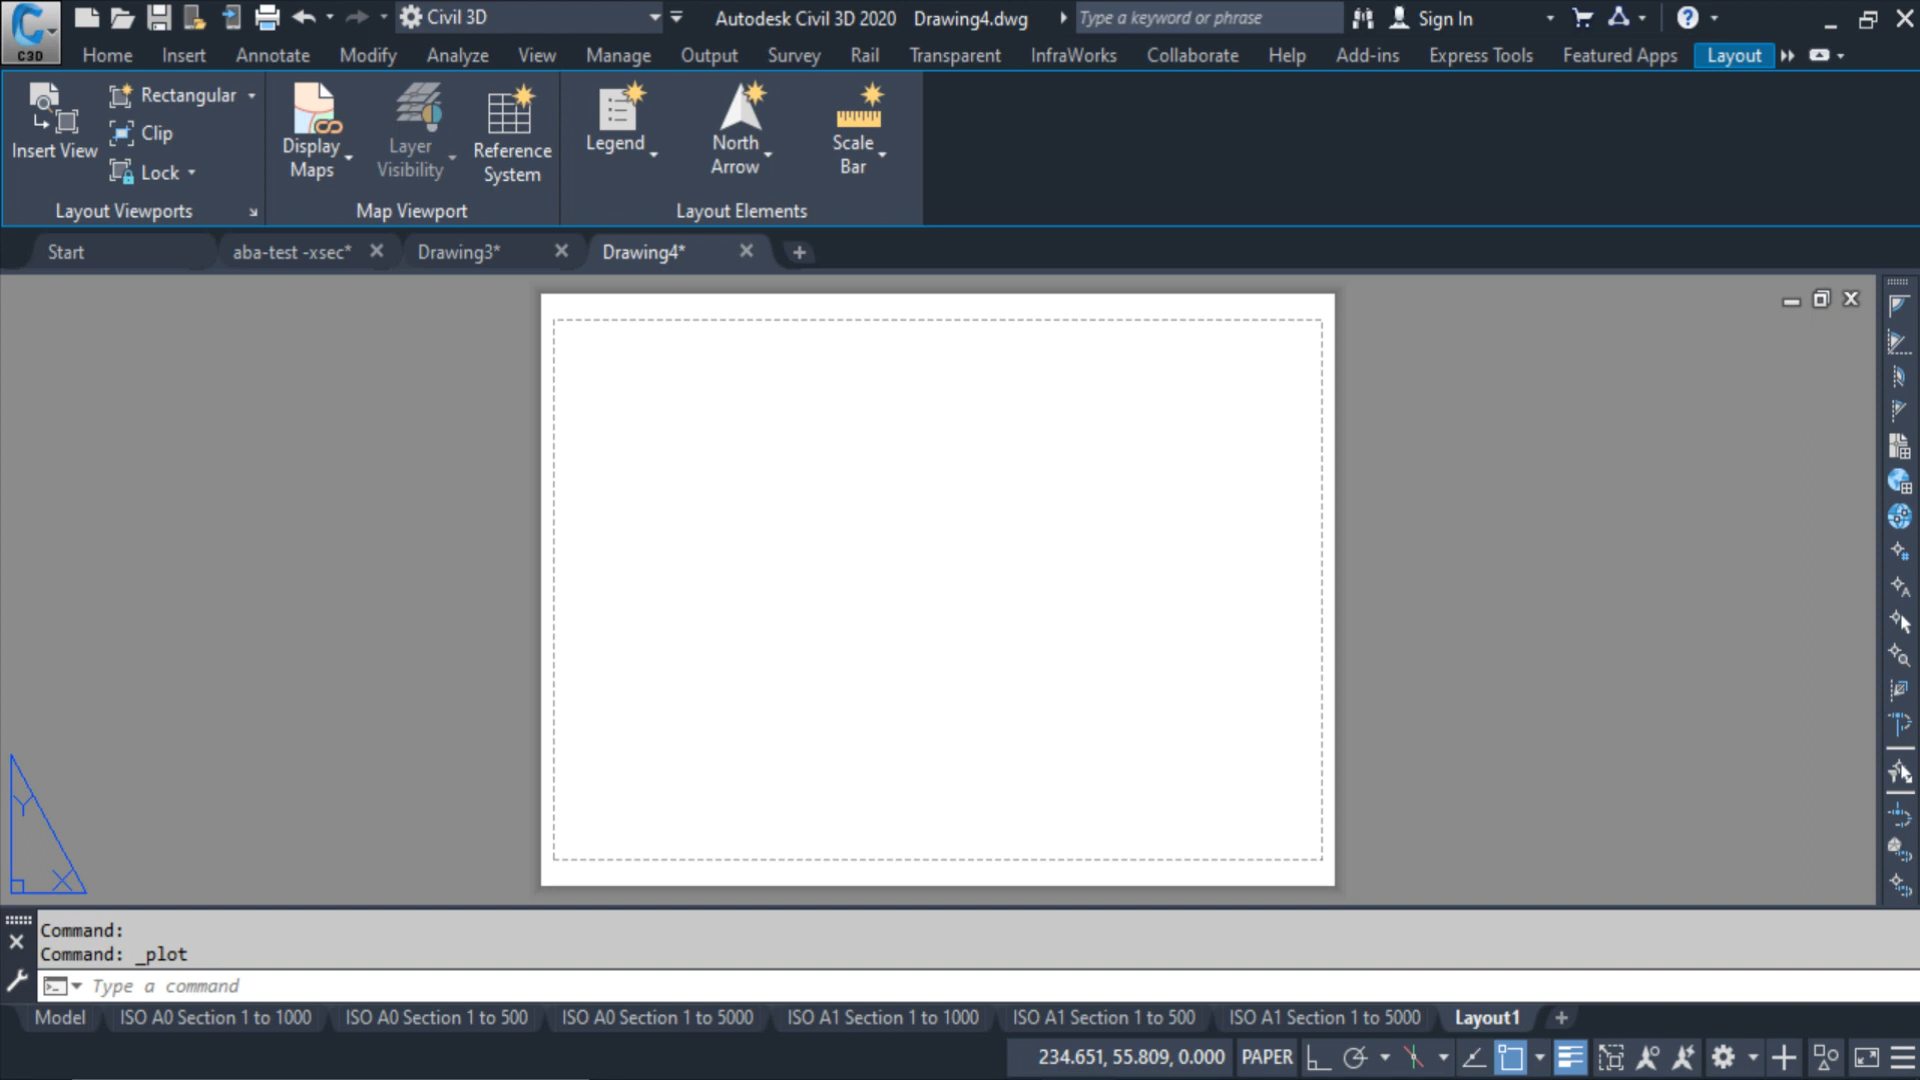 Civil 3D
Autodesk Civil 3D 2020 Drawing4.dwg
Type a keyword or phrase
Sign In
C3D
Home Insert Annotate Modify Analyze View Manage Output Survey Rail Transparent InfraWorks Collaborate Help Add-ins Express Tools Featured Apps Layout
Insert View
Rectangular
Clip
Lock
Layout Viewports
Display
Maps
Layer
Visibility
Reference
System
Map Viewport
Legend
North
Arrow
Scale
Bar
Layout Elements
Start aba-test -xsec* Drawing3* Drawing4*
Y
X
Command:
Command: _plot
Type a command
Model ISO A0 Section 1 to 1000 ISO A0 Section 1 to 500 ISO A0 Section 1 to 5000 ISO A1 Section 1 to 1000 ISO A1 Section 1 to 500 ISO A1 Section 1 to 5000 Layout1
234.651, 55.809, 0.000 PAPER